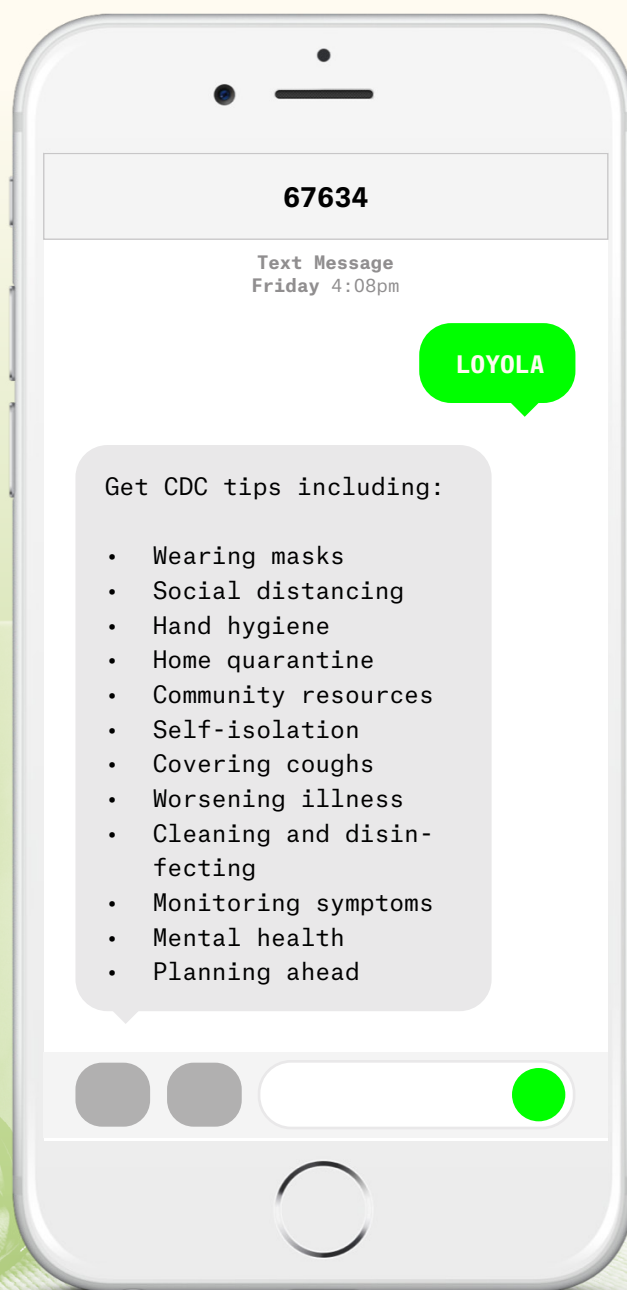 67634
Text Message
Friday 4:08pm
LOYOLA
Get CDC tips including:
• Wearing masks
• Social distancing
• Hand hygiene
• Home quarantine
• Community resources
• Self-isolation
• Covering coughs
• Worsening illness
• Cleaning and disin-
fecting
• Monitoring symptoms
• Mental health
• Planning ahead